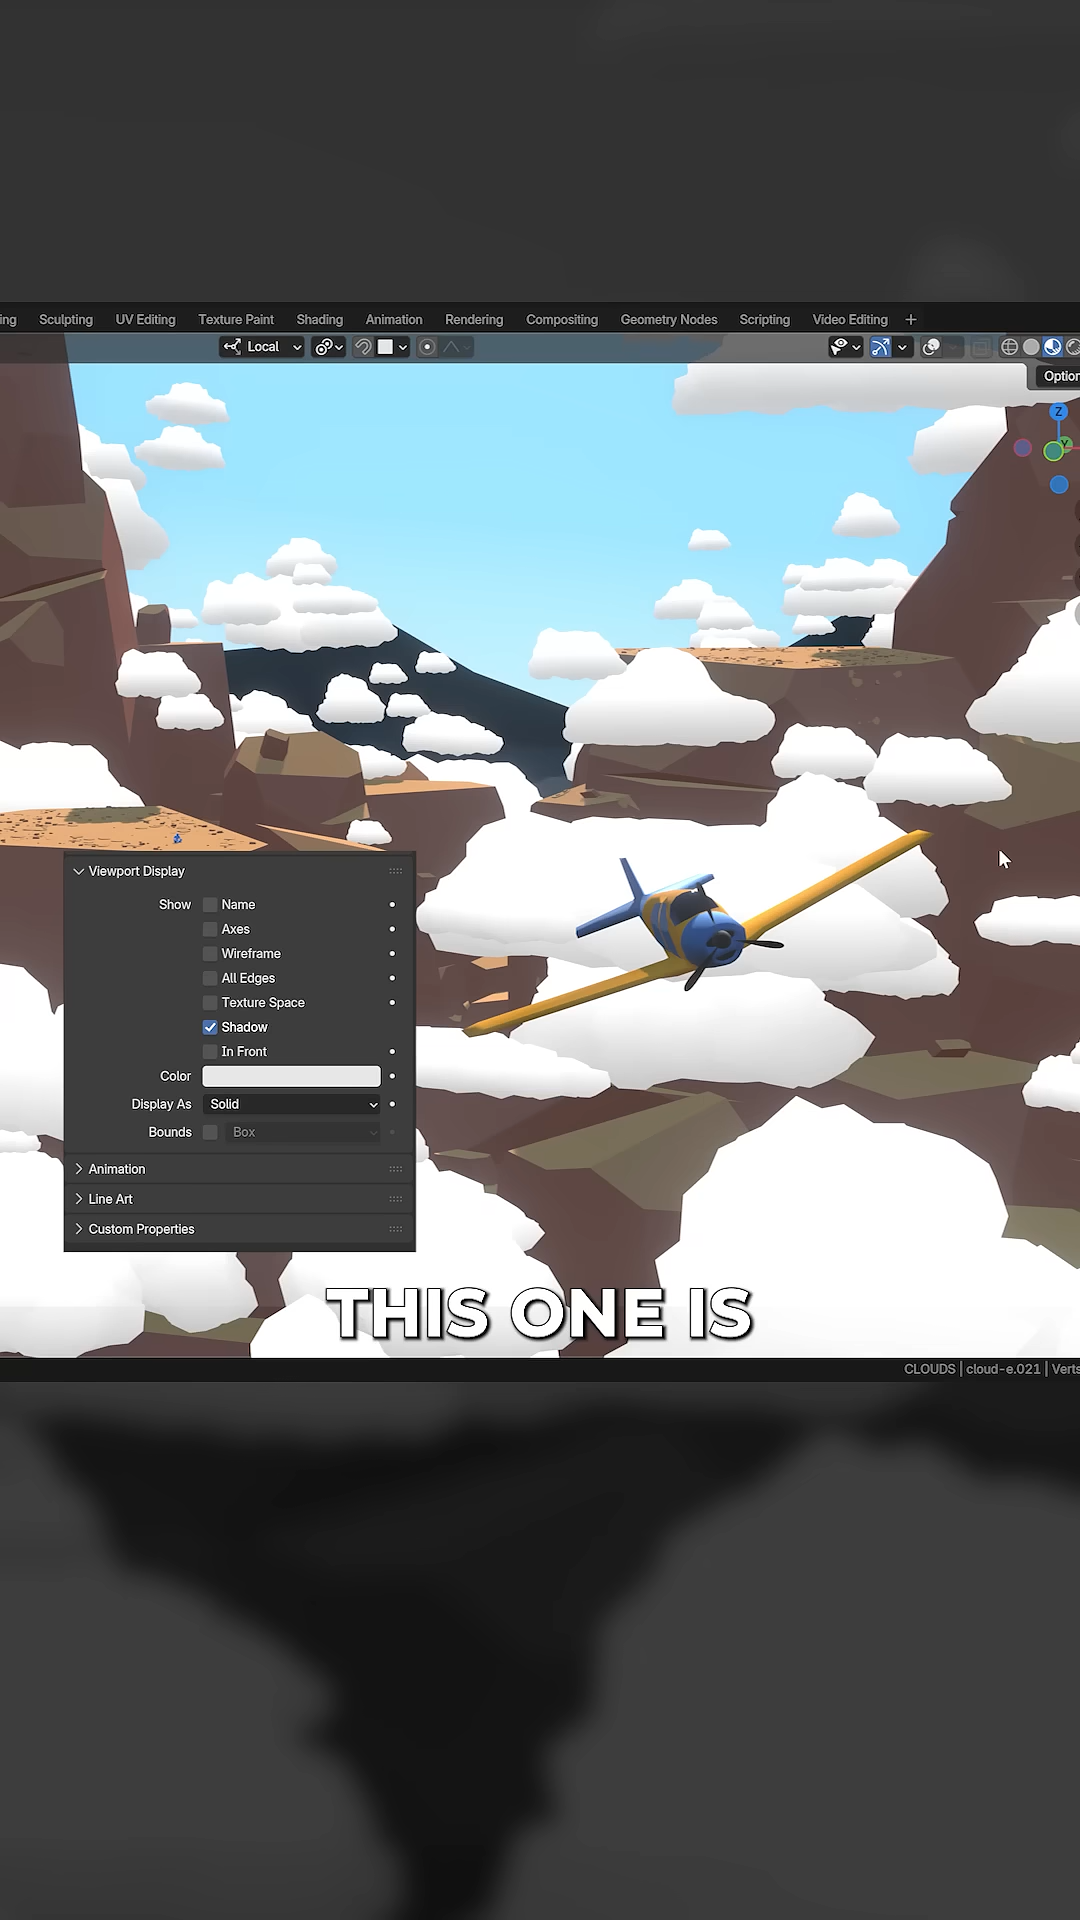 ing Sculpting UV Editing Texture Paint Shading Animation Rendering Compositing Geometry Nodes Scripting Video Editing +
Local
Option
Z
Y
Viewport Display
Show Name
Axes
Wireframe
All Edges
Texture Space
Shadow
In Front
Color
Display As Solid
Bounds Box
Animation
Line Art
Custom Properties
THIS ONE IS
CLOUDS | cloud-e.021 | Verts